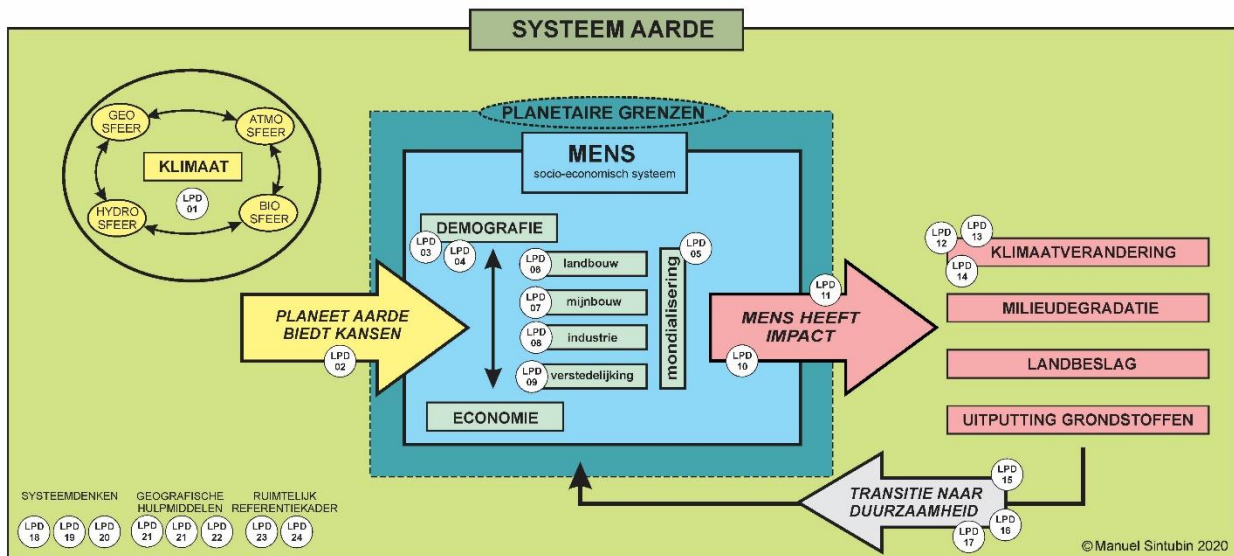 SYSTEEM AARDE
GEO
SFEER
ATMO
SFEER
KLIMAAT
LPD
01
HYDRO
SFEER
BIO
SFEER
PLANETAIRE GRENZEN
MENS
socio-economisch systeem
DEMOGRAFIE
LPD
03
LPD
04
LPD
05
LPD
06
landbouw
LPD
07
mijnbouw
LPD
08
industrie
LPD
09
verstedelijking
mondialisering
ECONOMIE
PLANEET AARDE
BIEDT KANSEN
LPD
02
LPD
11
MENS HEEFT
IMPACT
LPD
10
LPD
12
LPD
13
KLIMAATVERANDERING
LPD
14
MILIEUDEGRADATIE
LANDBESLAG
UITPUTTING GRONDSTOFFEN
LPD
15
TRANSITIE NAAR
DUURZAAMHEID
LPD
16
LPD
17
SYSTEEMDENKEN
LPD
18
LPD
19
LPD
20
GEOGRAFISCHE
HULPMIDDELEN
LPD
21
LPD
21
LPD
22
RUIMTELIJK
REFERENTIEKADER
LPD
23
LPD
24
©Manuel Sintubin 2020